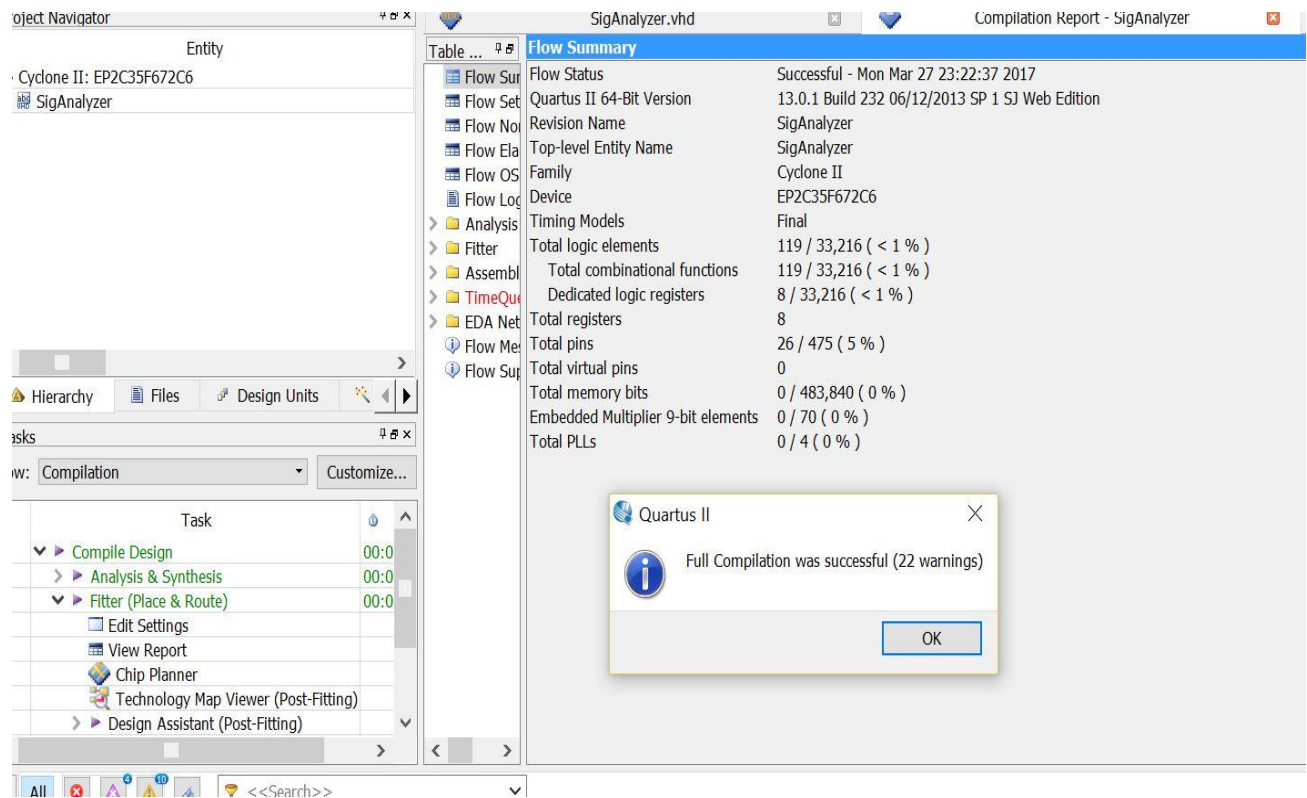 oject Navigator
Entity
Cyclone II: EP2C35F672C6
SigAnalyzer
Hierarchy Files Design Units
asks
ow: Compilation Customize...
Task
Compile Design 00:0
Analysis & Synthesis 00:0
Fitter (Place & Route) 00:0
Edit Settings
View Report
Chip Planner
Technology Map Viewer (Post-Fitting)
Design Assistant (Post-Fitting)
All 4 10 <<Search>>
SigAnalyzer.vhd Compilation Report - SigAnalyzer
Table ...
Flow Sur
Flow Set
Flow Nor
Flow Ela
Flow OS
Flow Log
Analysis
Fitter
Assembl
TimeQue
EDA Net
Flow Mes
Flow Sup
Flow Summary
Flow Status Successful - Mon Mar 27 23:22:37 2017
Quartus II 64-Bit Version 13.0.1 Build 232 06/12/2013 SP 1 SJ Web Edition
Revision Name SigAnalyzer
Top-level Entity Name SigAnalyzer
Family Cyclone II
Device EP2C35F672C6
Timing Models Final
Total logic elements 119 / 33,216 ( < 1 % )
Total combinational functions 119 / 33,216 ( < 1 % )
Dedicated logic registers 8 / 33,216 ( < 1 % )
Total registers 8
Total pins 26 / 475 ( 5 % )
Total virtual pins 0
Total memory bits 0 / 483,840 ( 0 % )
Embedded Multiplier 9-bit elements 0 / 70 ( 0 % )
Total PLLs 0 / 4 ( 0 % )
Quartus II
Full Compilation was successful (22 warnings)
OK